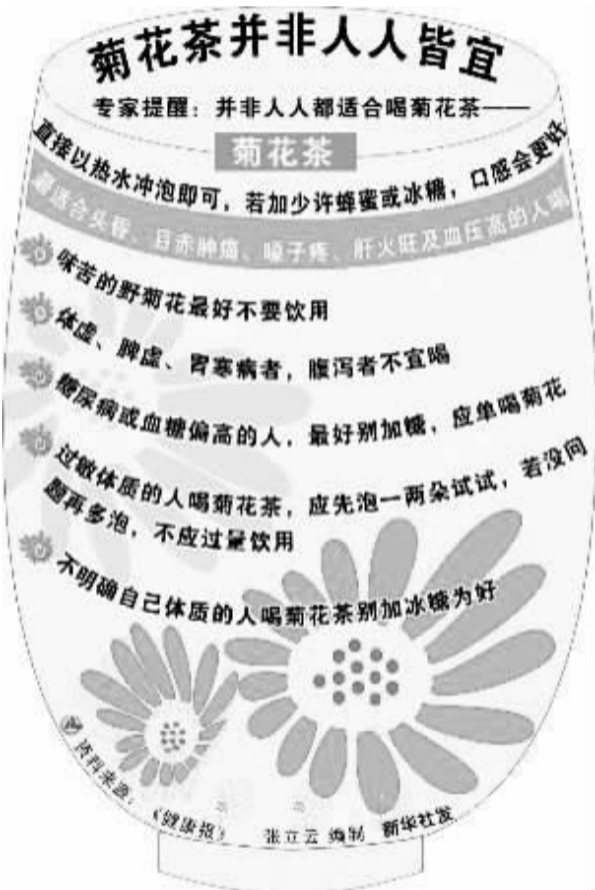 菊花茶并非人人皆宜
专家提醒：并非人人都适合喝菊花茶——
菊花茶
直接以热水冲泡即可，若加少许蜂蜜或冰糖，口感会更好
最适合头昏、目赤肿痛、嗓子疼、肝火旺及血压高的人喝
味苦的野菊花最好不要饮用
体虚、脾虚、胃寒病者，腹泻者不宜喝
糖尿病或血糖偏高的人，最好别加糖，应单喝菊花
过敏体质的人喝菊花茶，应先泡一两朵试试，若没问
题再多泡，不应过量饮用
不明确自己体质的人喝菊花茶别加冰糖为好
资料来源：《健康报》 张立云 编制 新华社发